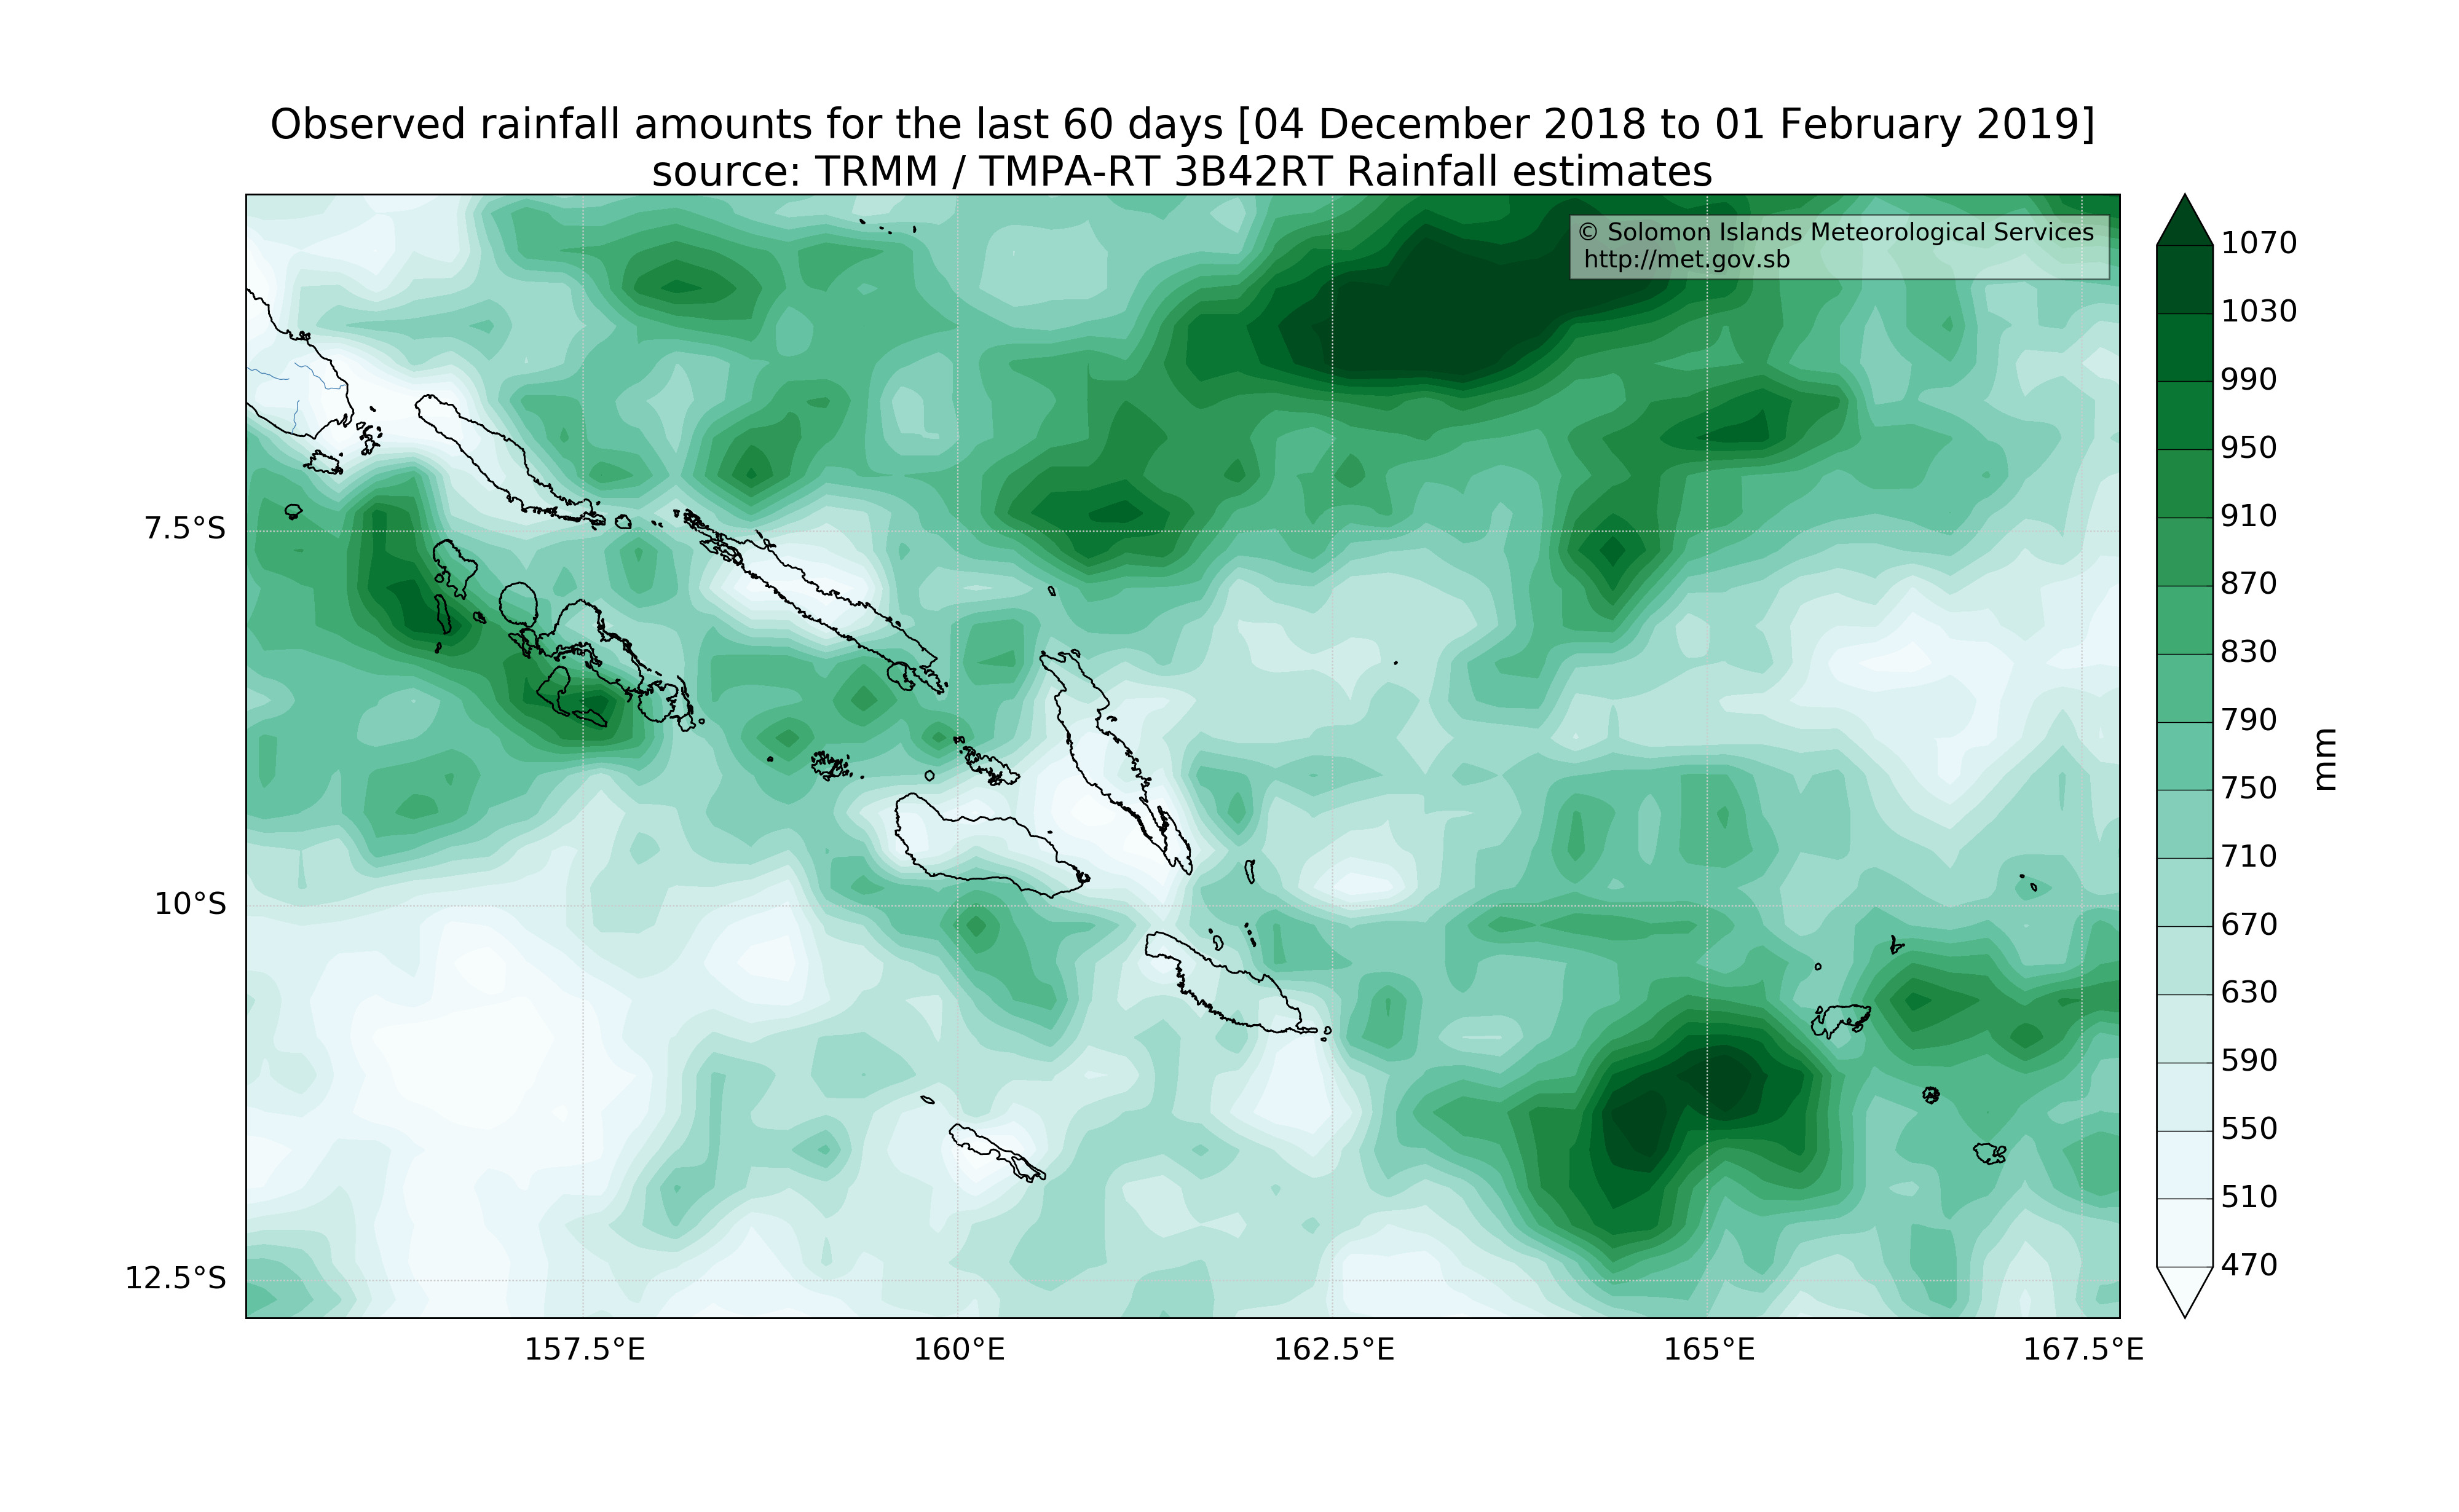 Observed rainfall amounts for the last 60 days [04 December 2018 to 01 February 2019]
source: TRMM / TMPA-RT 3B42RT Rainfall estimates
© Solomon Islands Meteorological Services
http://met.gov.sb
7.5°S
10°S
12.5°S
157.5°E
160°E
162.5°E
165°E
167.5°E
1070
1030
990
950
910
870
830
790
750
710
670
630
590
550
510
470
mm